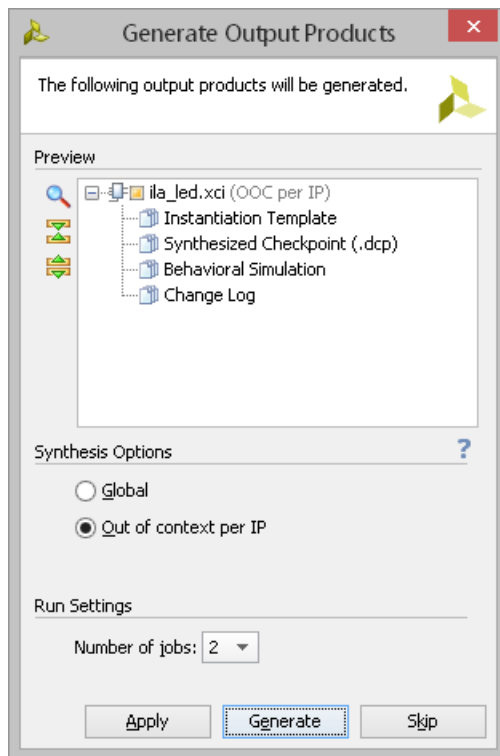 Generate Output Products
The following output products will be generated.
Preview
ila_led.xci (OOC per IP)
Instantiation Template
Synthesized Checkpoint (.dcp)
Behavioral Simulation
Change Log
Synthesis Options
?
Global
Out of context per IP
Run Settings
Number of jobs: 2
Apply Generate Skip